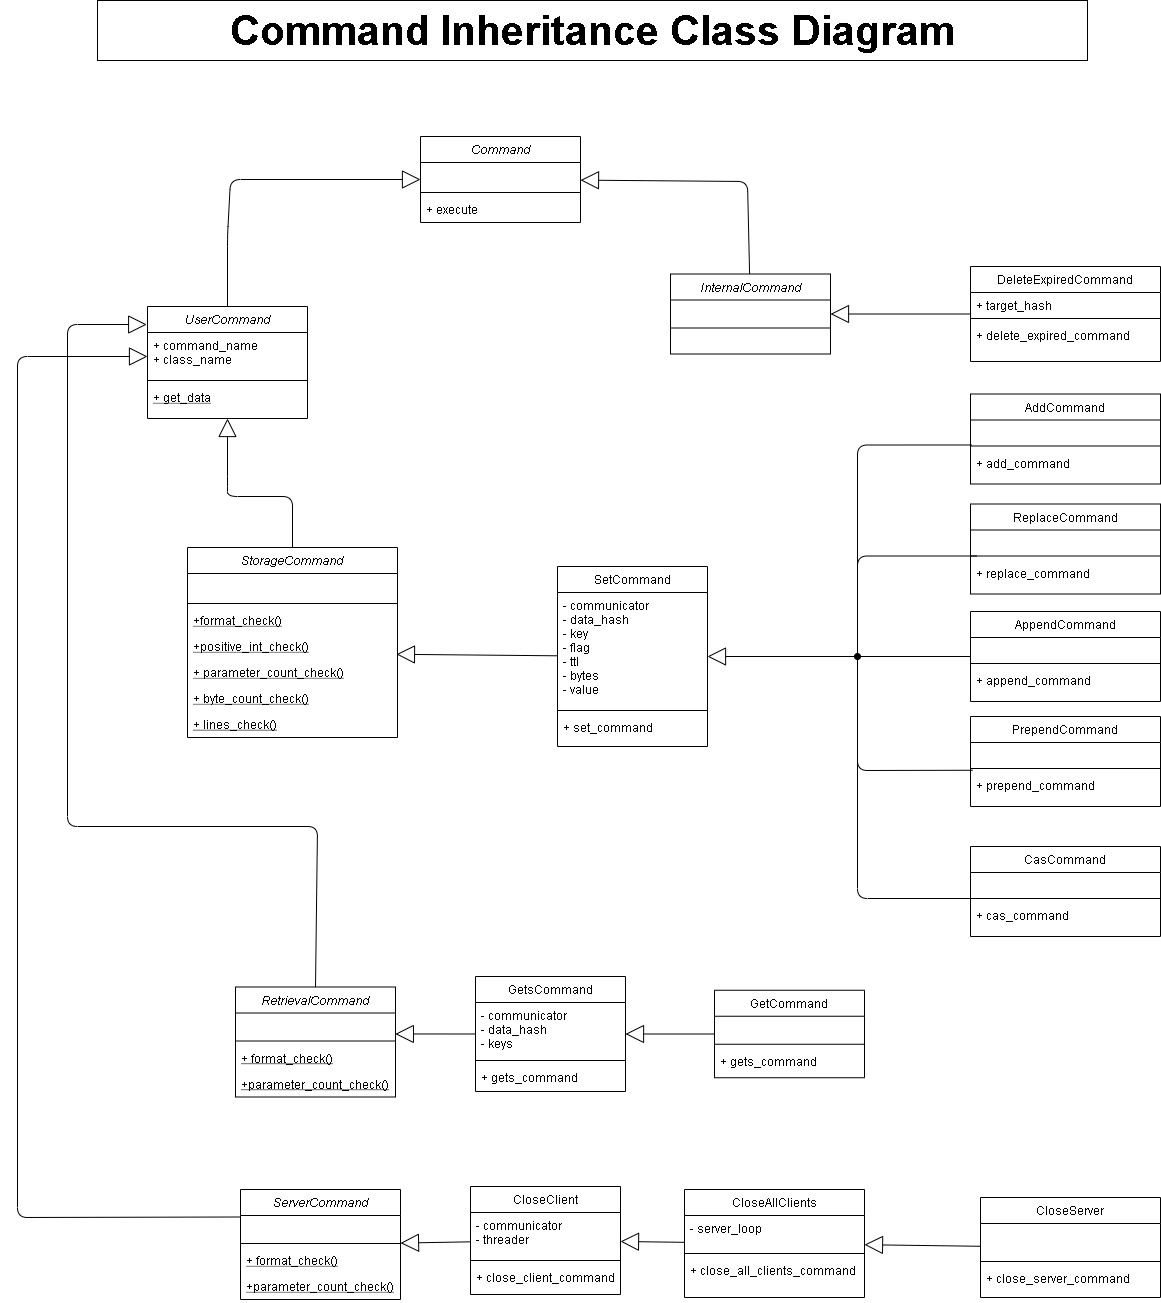 Command Inheritance Class Diagram
Command
+ execute
InternalCommand
DeleteExpiredCommand
+ target_hash
+ delete_expired_command
UserCommand
+ command_name
+ class_name
+ get_data
AddCommand
+ add_command
ReplaceCommand
+ replace_command
StorageCommand
+format_check()
+positive_int_check()
+ parameter_count_check()
+ byte_count_check()
+ lines_check()
SetCommand
- communicator
- data_hash
- key
- flag
- ttl
- bytes
- value
+ set_command
AppendCommand
+ append_command
PrependCommand
+ prepend_command
CasCommand
+ cas_command
RetrievalCommand
+ format_check()
+parameter_count_check()
GetsCommand
- communicator
- data_hash
- keys
+ gets_command
GetCommand
+ gets_command
ServerCommand
+ format_check()
+parameter_count_check()
CloseClient
- communicator
- threader
+ close_client_command
CloseAllClients
- server_loop
+ close_all_clients_command
CloseServer
+ close_server_command